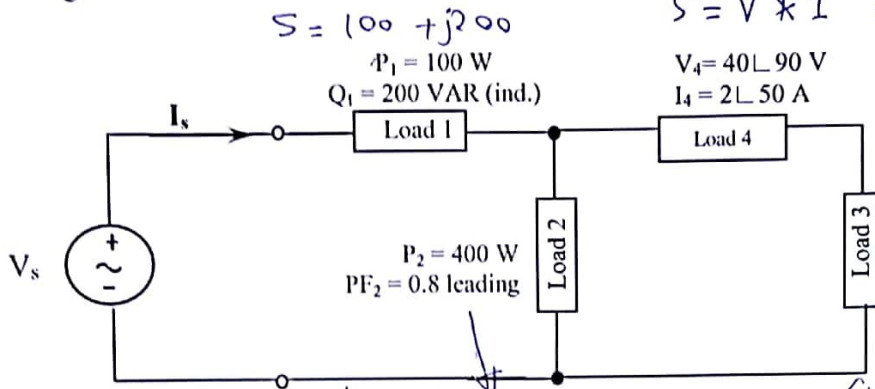 S = 100 + j200
P₁ = 100 W
Q₁ = 200 VAR (ind.)
S = V * I
V₄= 40∟90 V
I₄ = 2∟50 A
Iₛ
Load 1
Load 4
Load 2
Load 3
P₂ = 400 W
PF₂ = 0.8 leading
Vₛ
+
~
-